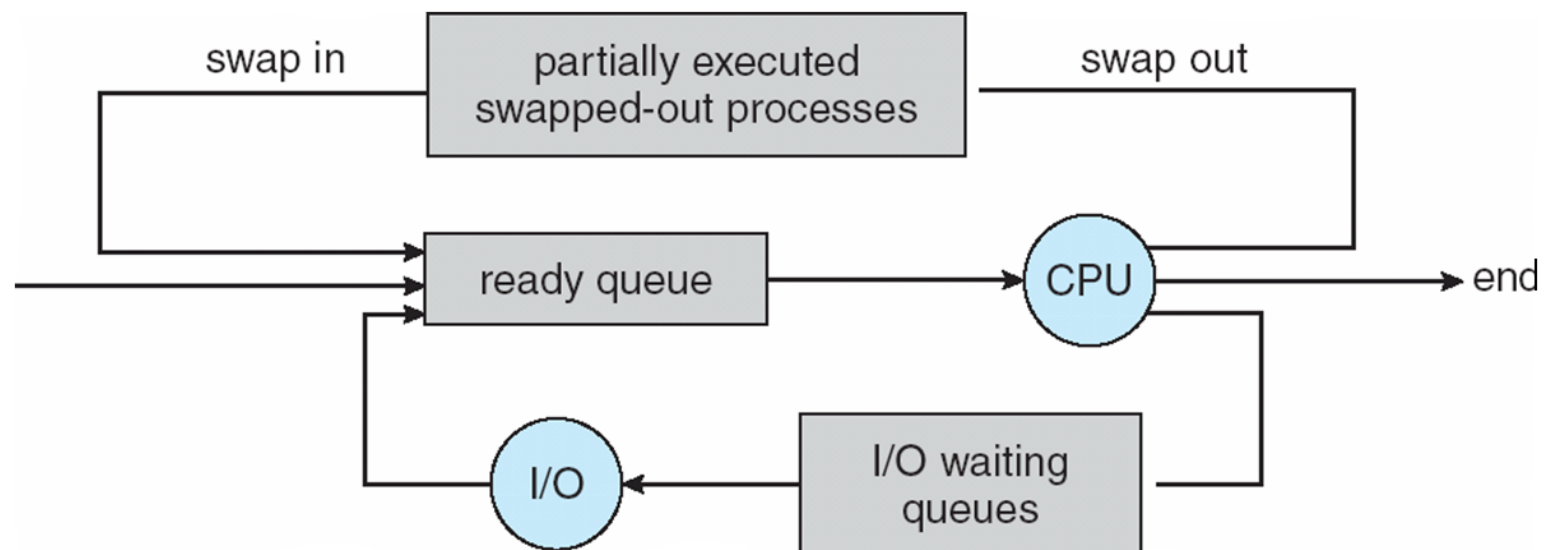 swap in
partially executed
swapped-out processes
swap out
ready queue
CPU
end
I/O
I/O waiting
queues